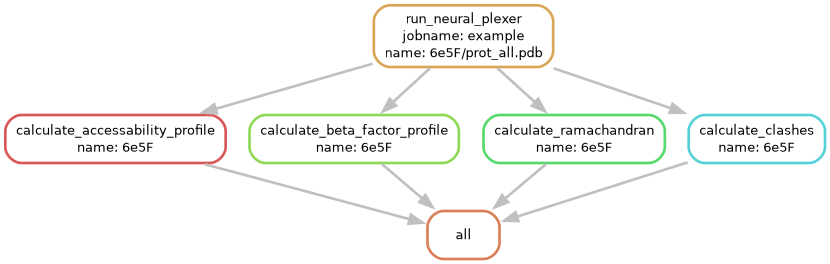 run_neural_plexer
jobname: example
name: 6e5F/prot_all.pdb
calculate_accessability_profile
name: 6e5F
calculate_beta_factor_profile
name: 6e5F
calculate_ramachandran
name: 6e5F
calculate_clashes
name: 6e5F
all